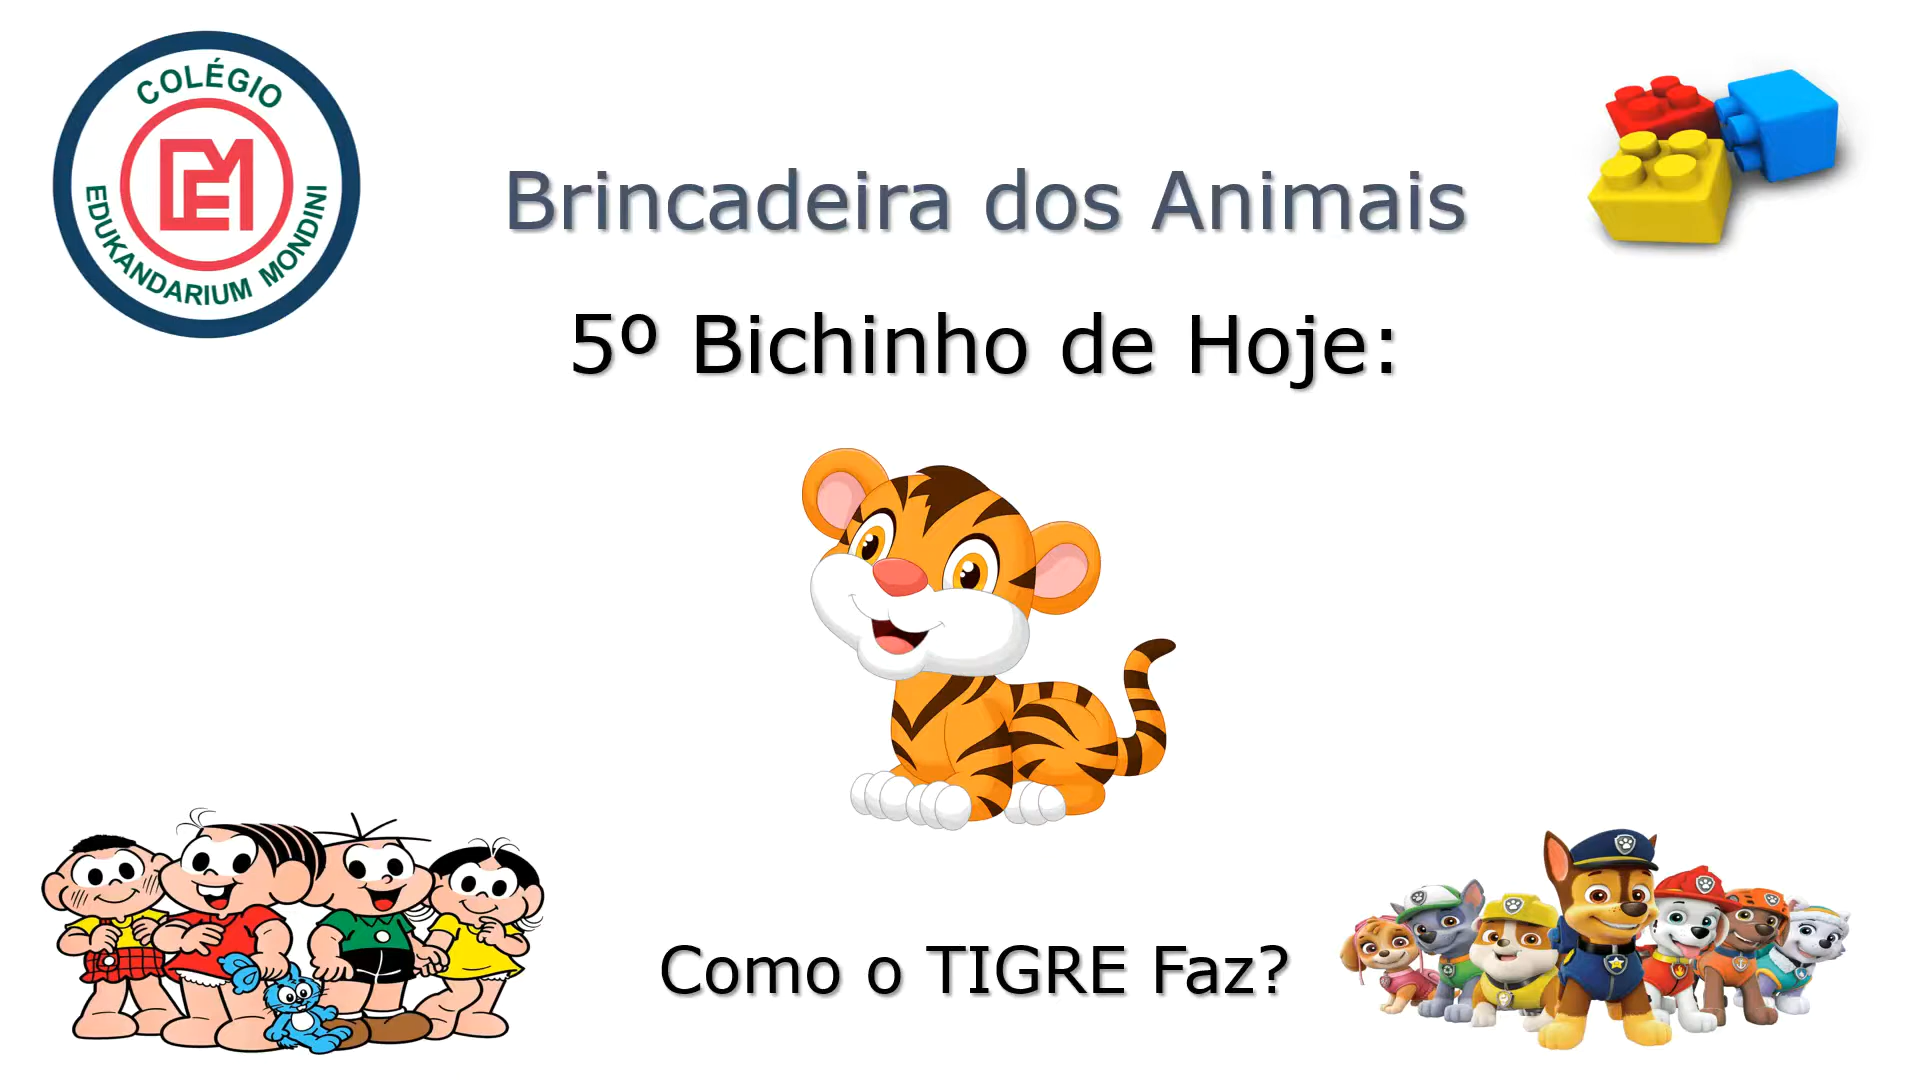 COLÉGIO
EDUKANDARIUM MONDINI
Brincadeira dos Animais
5º Bichinho de Hoje:
Como o TIGRE Faz?